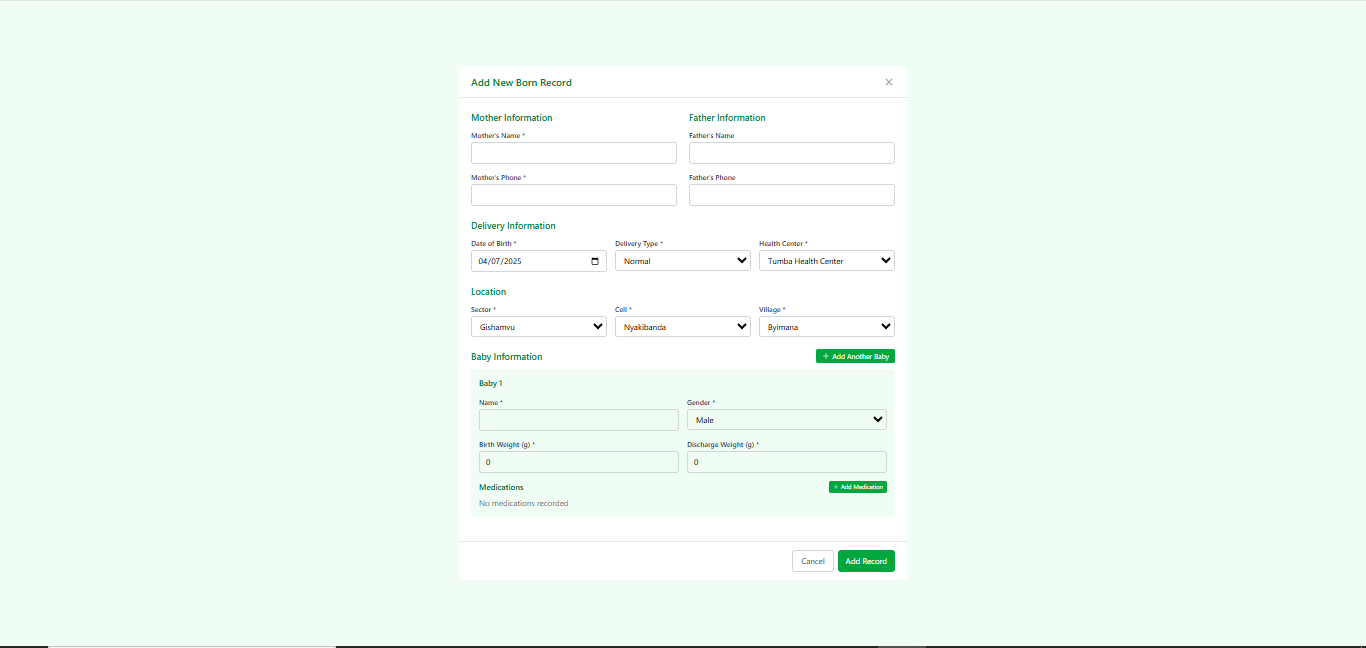 Add New Born Record
Mother Information Father Information
Mother's Name * Father's Name
Mother's Phone * Father's Phone
Delivery Information
Date of Birth * Delivery Type * Health Center *
04/07/2025 Normal Tumba Health Center
Location
Sector * Cell * Village *
Gishamvu Nyakibanda Byimana
Baby Information + Add Another Baby
Baby 1
Name * Gender *
Male
Birth Weight (g) * Discharge Weight (g) *
0 0
Medications + Add Medication
No medications recorded
Cancel Add Record